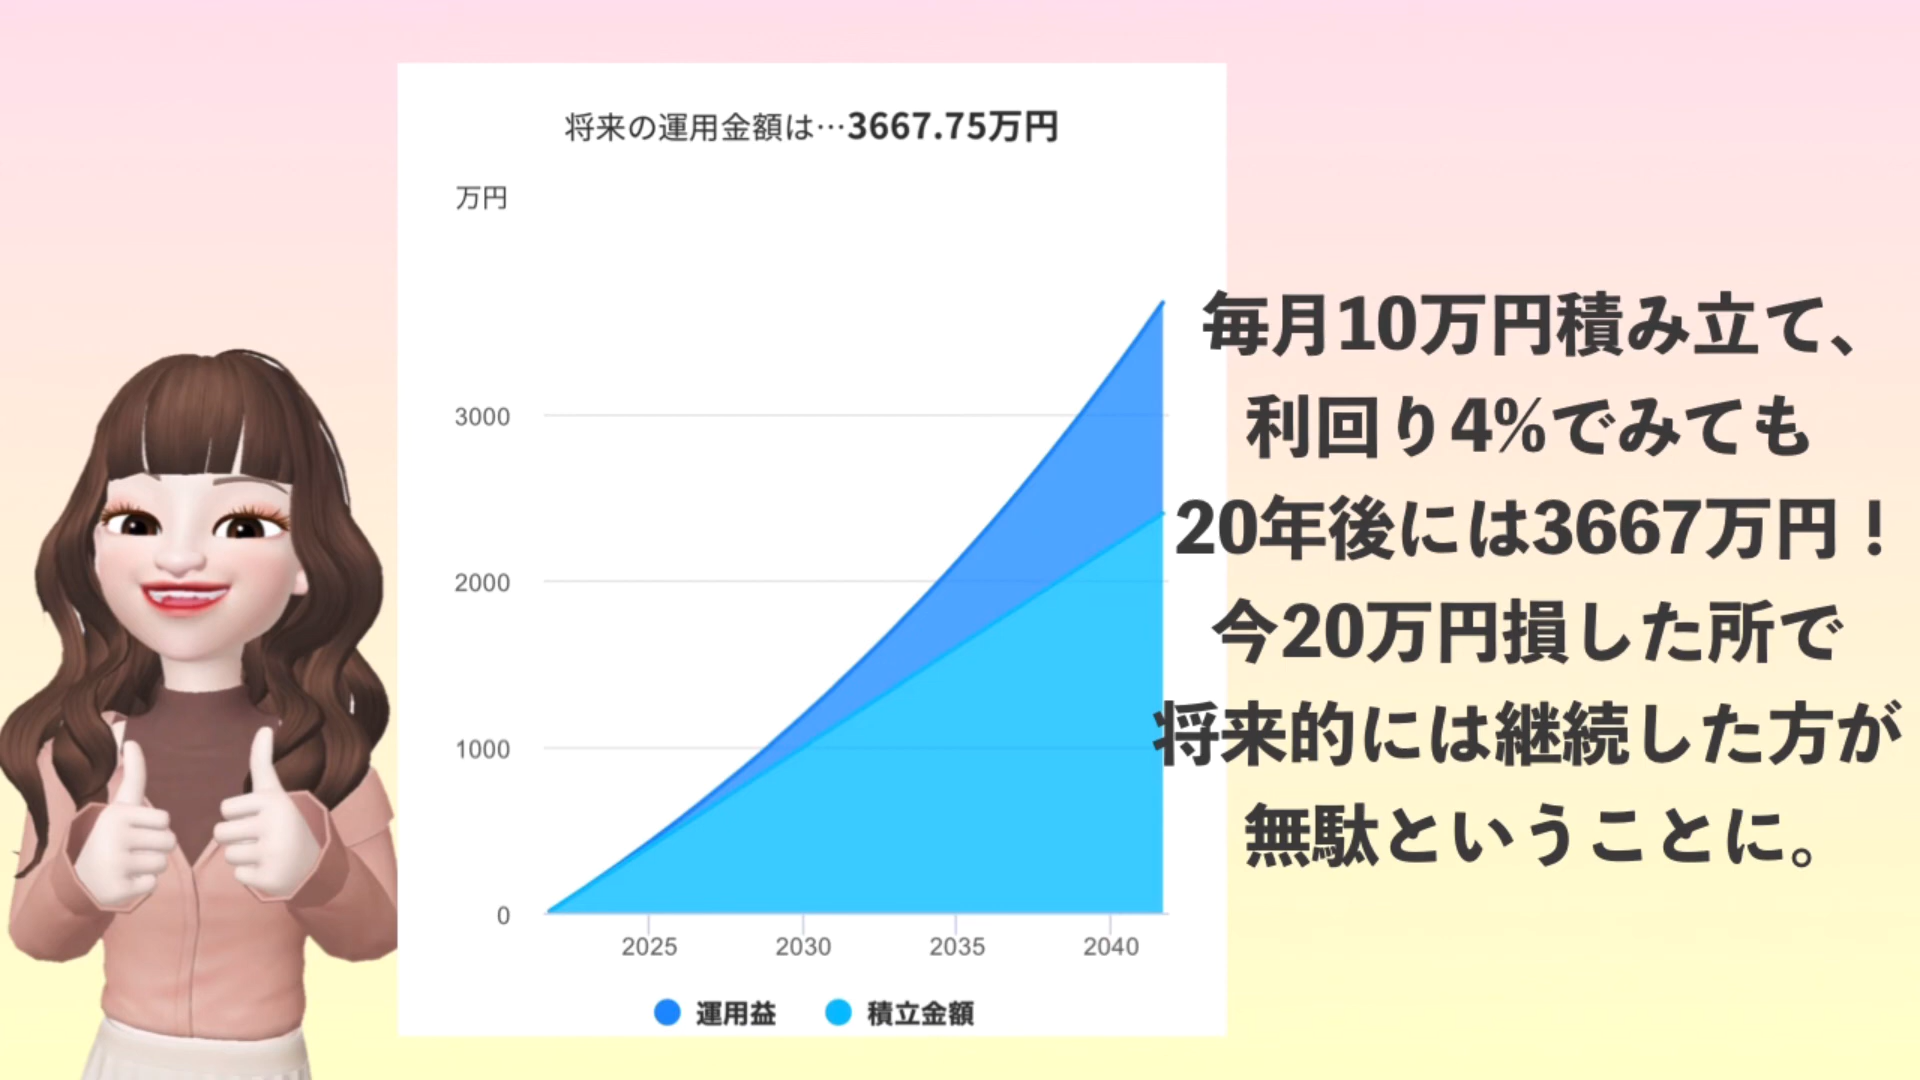 将来の運用金額は…3667.75万円
万円
3000
2000
1000
0
2025 2030 2035 2040
運用益 積立金額
毎月10万円積み立て、
利回り4%でみても
20年後には3667万円！
今20万円損した所で
将来的には継続した方が
無駄ということに。